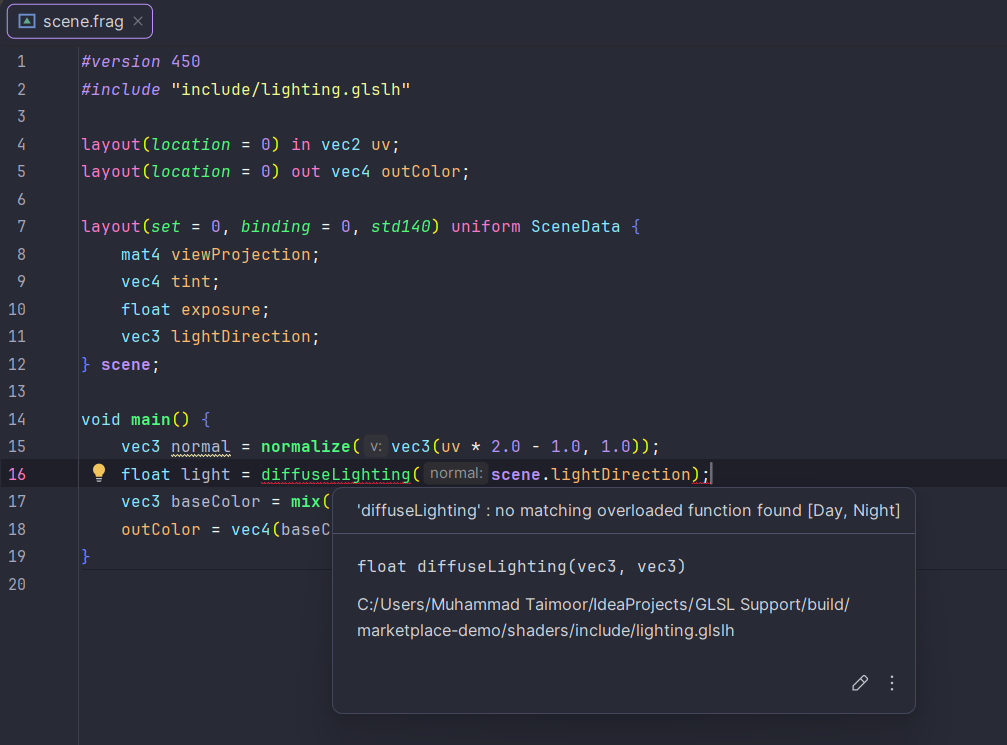 scene.frag
1 #version 450
2 #include "include/lighting.glslh"
3
4 layout(location = 0) in vec2 uv;
5 layout(location = 0) out vec4 outColor;
6
7 layout(set = 0, binding = 0, std140) uniform SceneData {
8 mat4 viewProjection;
9 vec4 tint;
10 float exposure;
11 vec3 lightDirection;
12 } scene;
13
14 void main() {
15 vec3 normal = normalize( v: vec3(uv * 2.0 - 1.0, 1.0));
16 float light = diffuseLighting( normal: scene.lightDirection);
17 vec3 baseColor = mix(
18 outColor = vec4(baseC
19 }
20
'diffuseLighting' : no matching overloaded function found [Day, Night]
float diffuseLighting(vec3, vec3)
C:/Users/Muhammad Taimoor/IdeaProjects/GLSL Support/build/
marketplace-demo/shaders/include/lighting.glslh